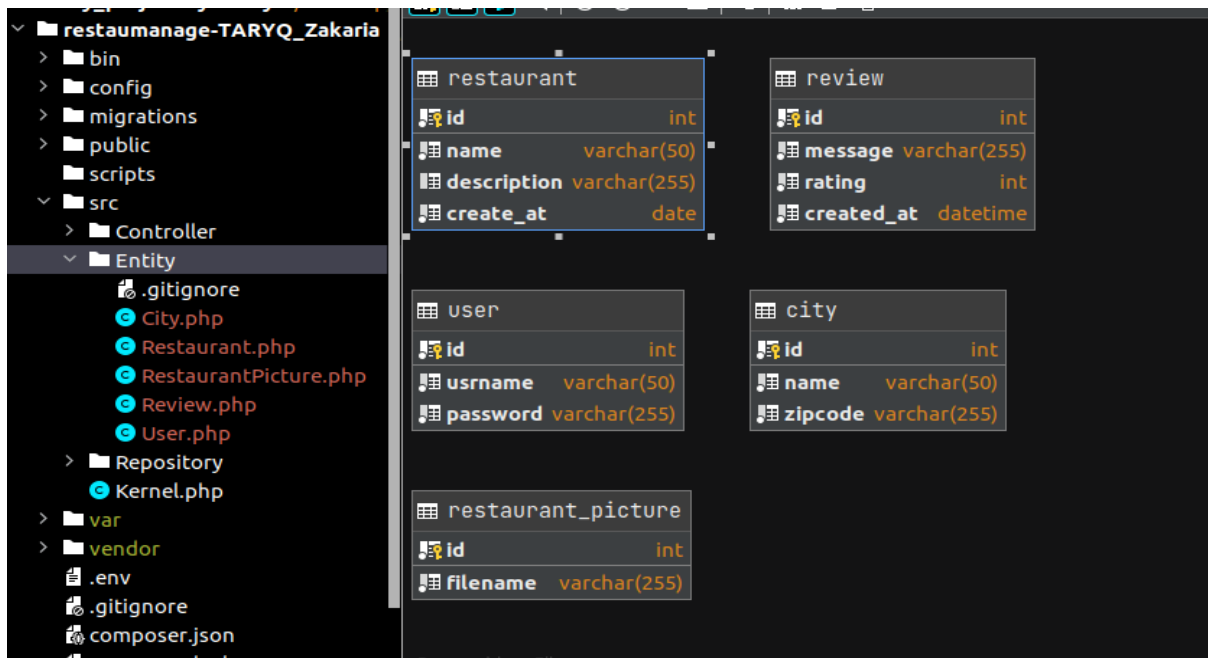 restaumanage-TARYQ_Zakaria
bin
config
migrations
public
scripts
src
Controller
Entity
.gitignore
City.php
Restaurant.php
RestaurantPicture.php
Review.php
User.php
Repository
Kernel.php
var
vendor
.env
.gitignore
composer.json
restaurant
id int
name varchar(50)
description varchar(255)
create_at date
review
id int
message varchar(255)
rating int
created_at datetime
user
id int
usrname varchar(50)
password varchar(255)
city
id int
name varchar(50)
zipcode varchar(255)
restaurant_picture
id int
filename varchar(255)